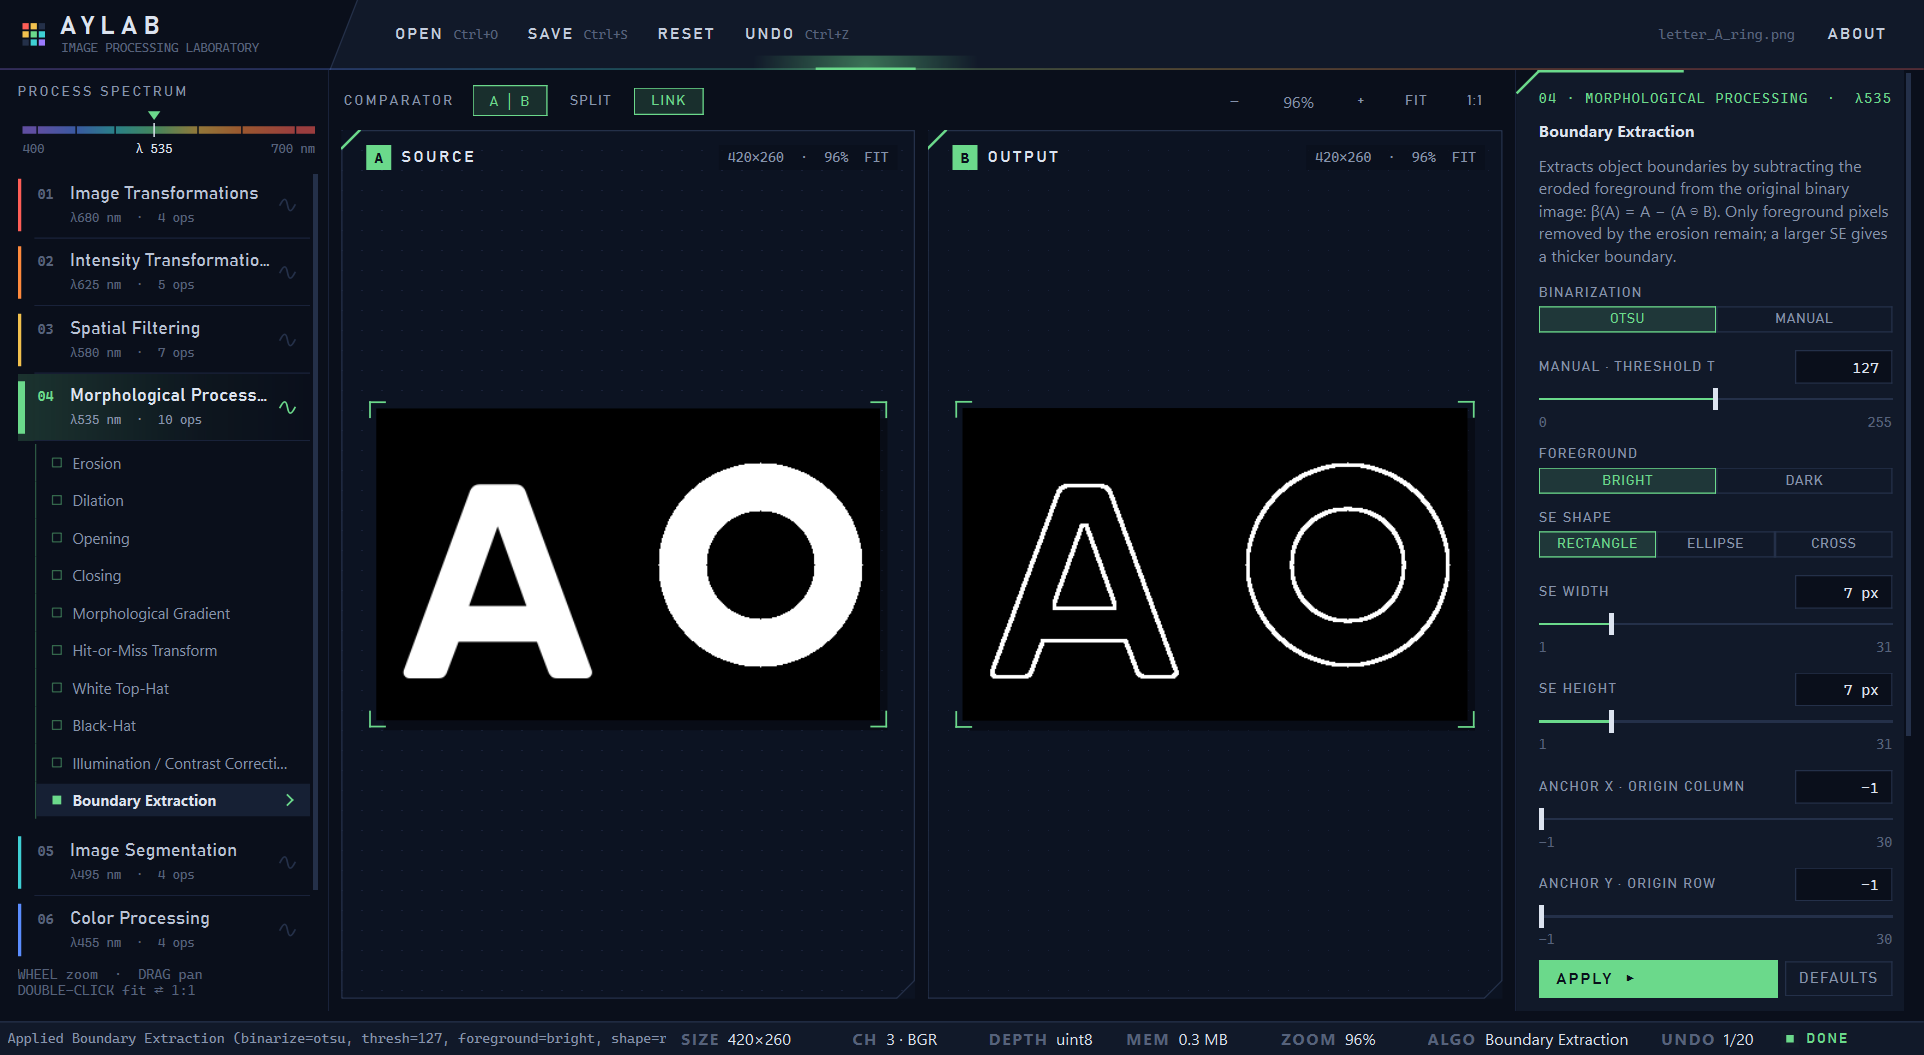 AYLAB
IMAGE PROCESSING LABORATORY
OPEN Ctrl+O SAVE Ctrl+S RESET UNDO Ctrl+Z
letter_A_ring.png ABOUT
PROCESS SPECTRUM
400 λ 535 700 nm
01 Image Transformations
λ680 nm · 4 ops
02 Intensity Transformatio...
λ625 nm · 5 ops
03 Spatial Filtering
λ580 nm · 7 ops
04 Morphological Process...
λ535 nm · 10 ops
Erosion
Dilation
Opening
Closing
Morphological Gradient
Hit-or-Miss Transform
White Top-Hat
Black-Hat
Illumination / Contrast Correcti...
Boundary Extraction
05 Image Segmentation
λ495 nm · 4 ops
06 Color Processing
λ455 nm · 4 ops
WHEEL zoom · DRAG pan
DOUBLE-CLICK fit ⇄ 1:1
COMPARATOR A | B SPLIT LINK
− 96% + FIT 1:1
A SOURCE 420×260 · 96% FIT
A O
B OUTPUT 420×260 · 96% FIT
A O
04 · MORPHOLOGICAL PROCESSING · λ535
Boundary Extraction
Extracts object boundaries by subtracting the
eroded foreground from the original binary
image: β(A) = A − (A ⊖ B). Only foreground pixels
removed by the erosion remain; a larger SE gives
a thicker boundary.
BINARIZATION
OTSU MANUAL
MANUAL · THRESHOLD T 127
0 255
FOREGROUND
BRIGHT DARK
SE SHAPE
RECTANGLE ELLIPSE CROSS
SE WIDTH 7 px
1 31
SE HEIGHT 7 px
1 31
ANCHOR X · ORIGIN COLUMN −1
−1 30
ANCHOR Y · ORIGIN ROW −1
−1 30
APPLY ▸ DEFAULTS
Applied Boundary Extraction (binarize=otsu, thresh=127, foreground=bright, shape=r SIZE 420×260 CH 3 · BGR DEPTH uint8 MEM 0.3 MB ZOOM 96% ALGO Boundary Extraction UNDO 1/20 DONE